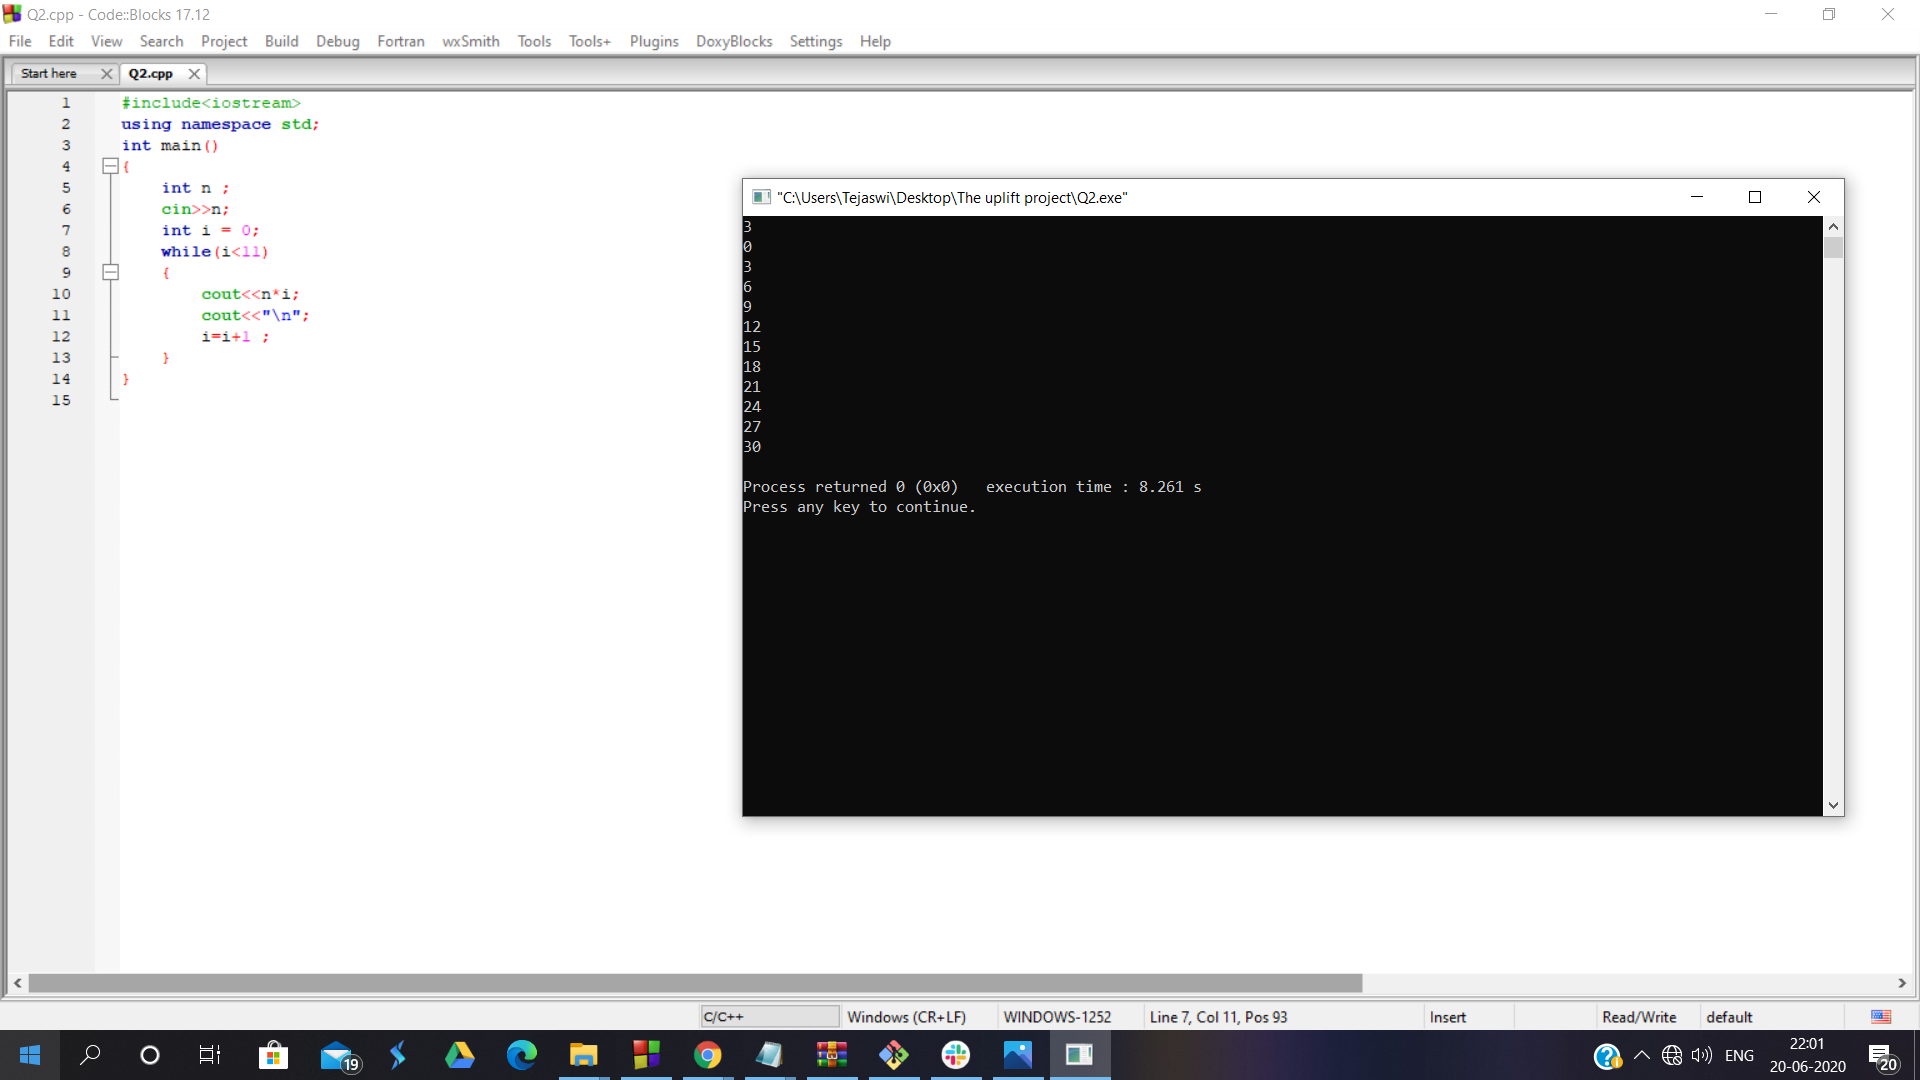 Q2.cpp - Code::Blocks 17.12
File Edit View Search Project Build Debug Fortran wxSmith Tools Tools+ Plugins DoxyBlocks Settings Help
Start here Q2.cpp
1 #include<iostream>
2 using namespace std;
3 int main()
4 {
5 int n ;
6 cin>>n;
7 int i = 0;
8 while(i<11)
9 {
10 cout<<n*i;
11 cout<<"\n";
12 i=i+1 ;
13 }
14 }
15
"C:\Users\Tejaswi\Desktop\The uplift project\Q2.exe"
3
0
3
6
9
12
15
18
21
24
27
30
Process returned 0 (0x0)   execution time : 8.261 s
Press any key to continue.
C/C++ Windows (CR+LF) WINDOWS-1252 Line 7, Col 11, Pos 93 Insert Read/Write default
19 ENG 22:01
20-06-2020 20